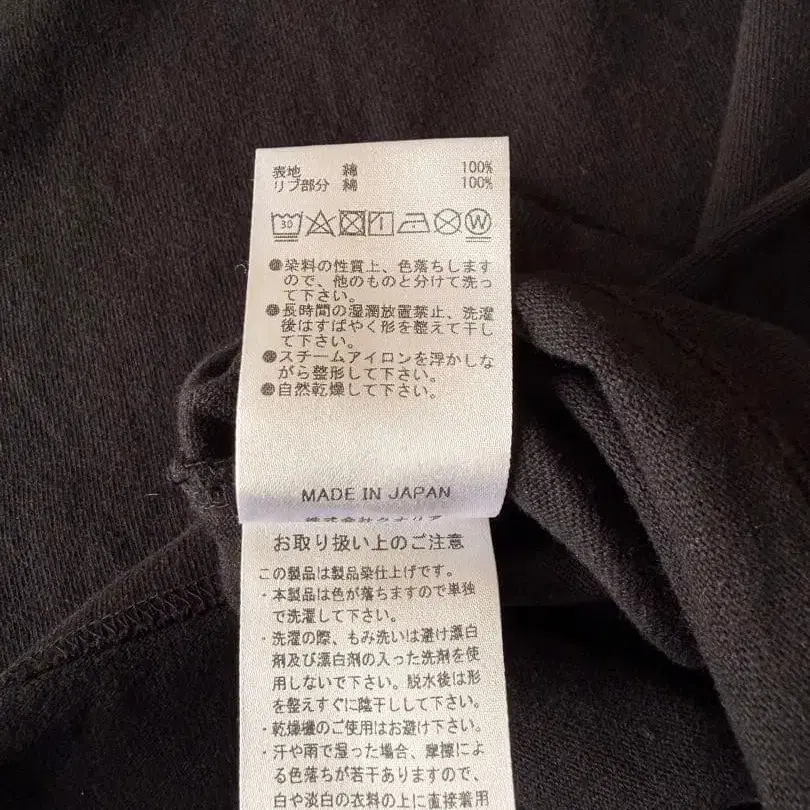 表地 綿 100%
リブ部分 綿 100%
30
W
●染料の性質上、色落ちします
ので、他のものと分けて洗っ
て下さい。
●長時間の湿潤放置禁止、洗濯
後はすばやく形を整えて干し
て下さい。
●スチームアイロンを浮かしな
がら整形して下さい。
●自然乾燥して下さい。
MADE IN JAPAN
お取り扱い上のご注意
この製品は製品染仕上げです。
・本製品は色が落ちますので単独
で洗濯して下さい。
・洗濯の際、もみ洗いは避け漂白
剤及び漂白剤の入った洗剤を使
用しないで下さい。脱水後は形
を整えすぐに陰干しして下さい。
・乾燥機のご使用はお避け下さい。
・汗や雨で湿った場合、摩擦によ
る色落ちが若干ありますので、
白や淡白の衣料の上に直接着用